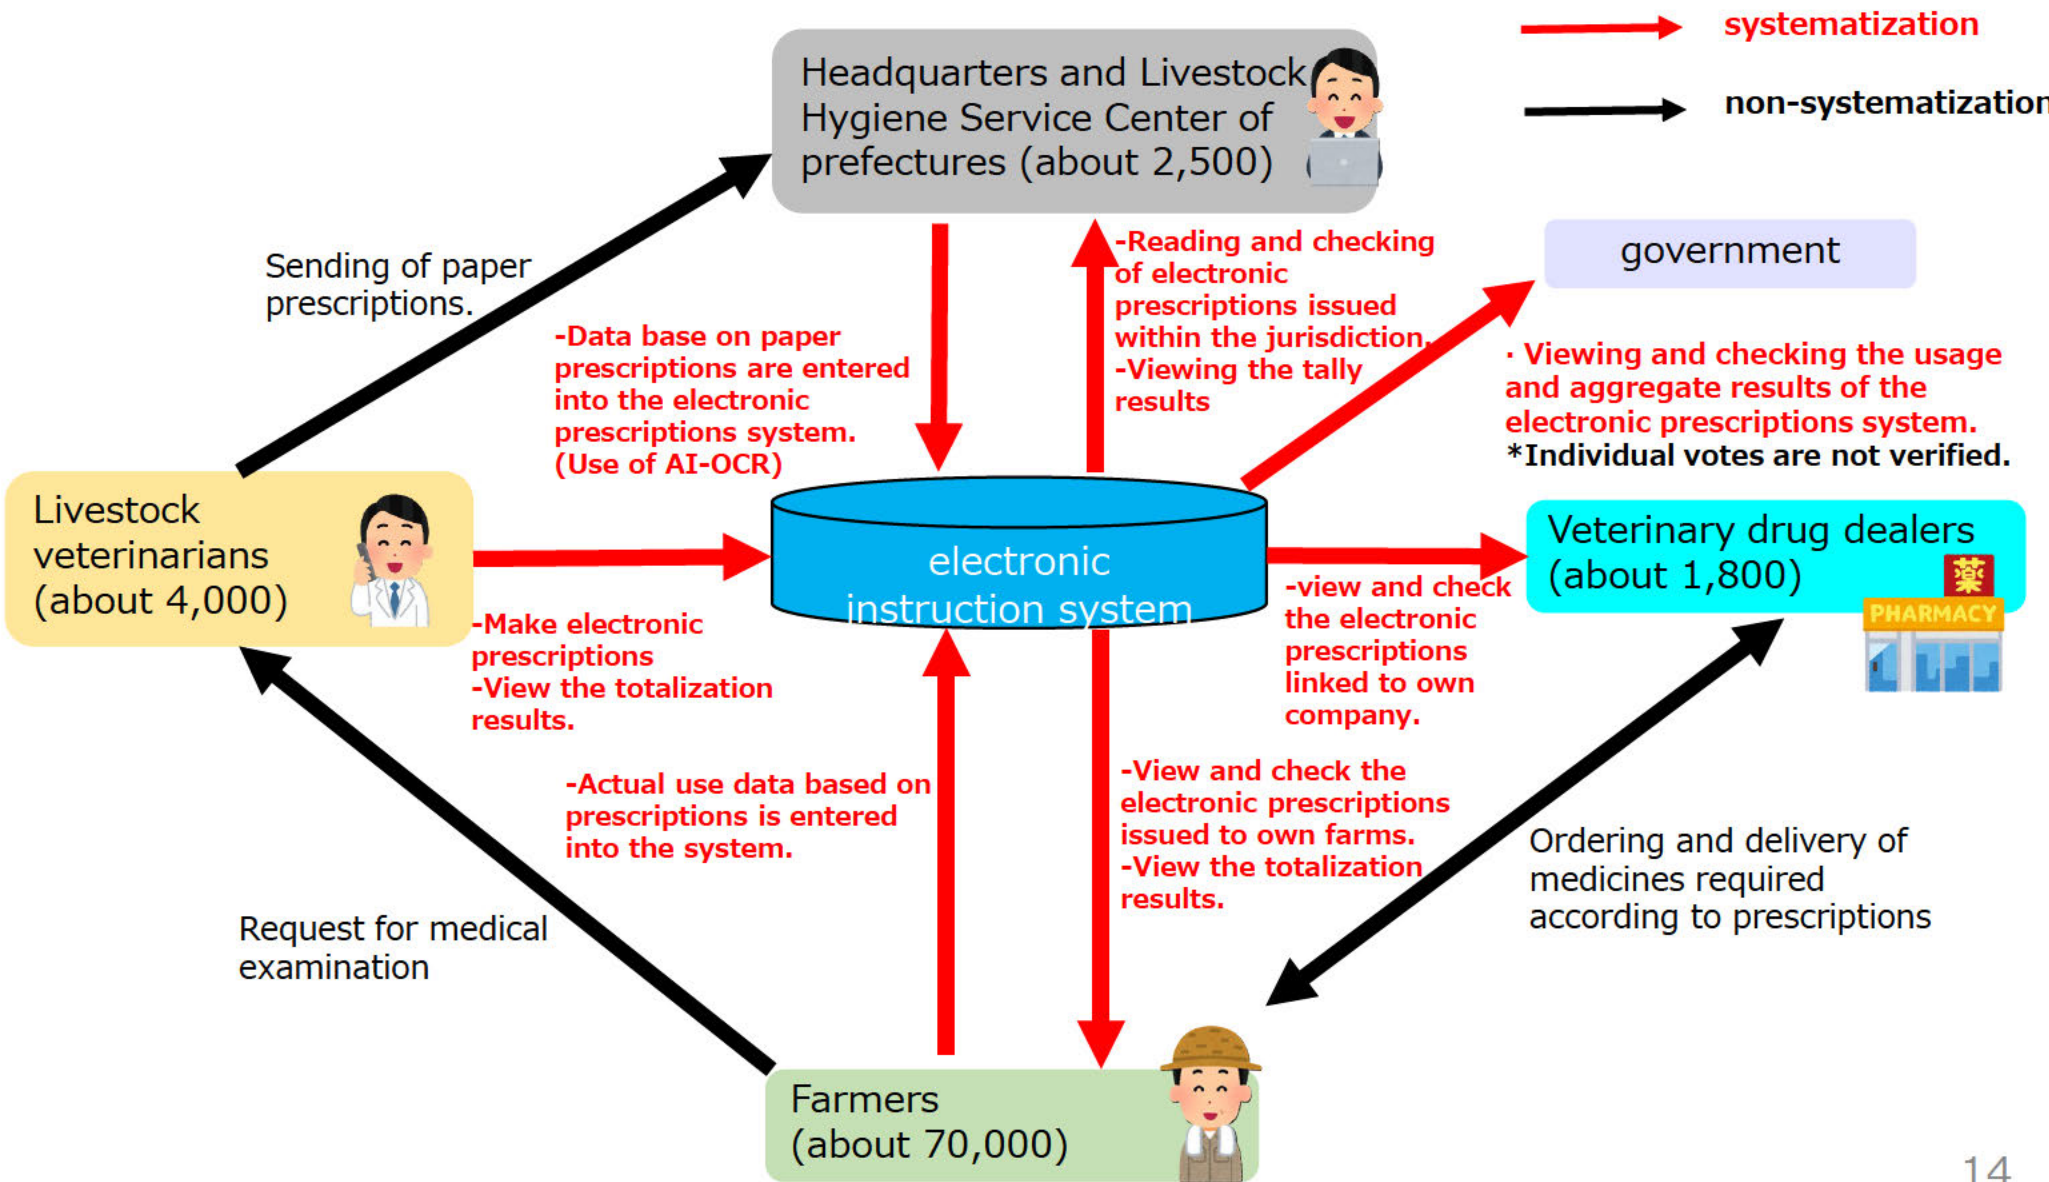 systematization
non-systematization
Headquarters and Livestock
Hygiene Service Center of
prefectures (about 2,500)
government
Sending of paper
prescriptions.
-Data base on paper
prescriptions are entered
into the electronic
prescriptions system.
(Use of AI-OCR)
-Reading and checking
of electronic
prescriptions issued
within the jurisdiction.
-Viewing the tally
results
· Viewing and checking the usage
and aggregate results of the
electronic prescriptions system.
*Individual votes are not verified.
Livestock
veterinarians
(about 4,000)
electronic
instruction system
Veterinary drug dealers
(about 1,800)
薬
PHARMACY
-Make electronic
prescriptions
-View the totalization
results.
-view and check
the electronic
prescriptions
linked to own
company.
-Actual use data based on
prescriptions is entered
into the system.
-View and check the
electronic prescriptions
issued to own farms.
-View the totalization
results.
Request for medical
examination
Ordering and delivery of
medicines required
according to prescriptions
Farmers
(about 70,000)
14